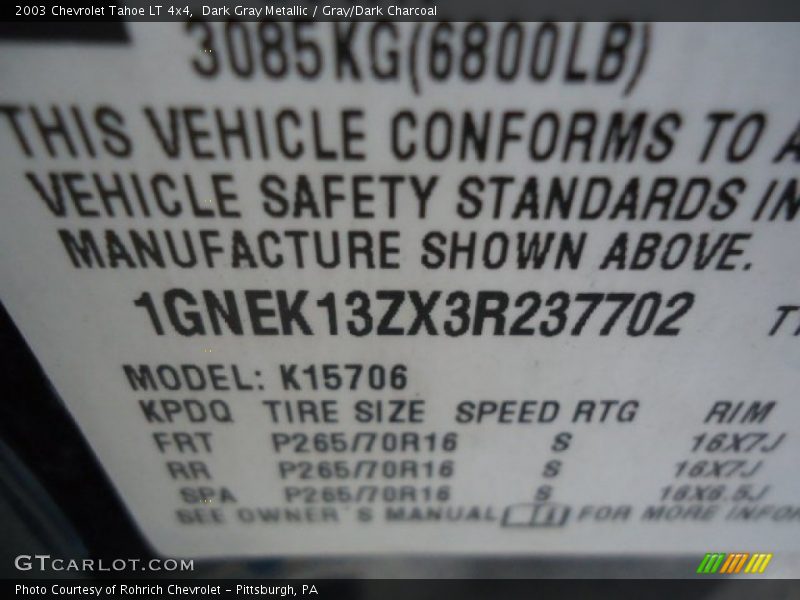 2003 Chevrolet Tahoe LT 4x4, Dark Gray Metallic / Gray/Dark Charcoal
3085KG(6800LB)
THIS VEHICLE CONFORMS TO A
VEHICLE SAFETY STANDARDS IN
MANUFACTURE SHOWN ABOVE.
1GNEK13ZX3R237702
MODEL: K15706
KPDQ TIRE SIZE SPEED RTG RIM
FRT P265/70R16 S 16X7J
RR P265/70R16 S 16X7J
SPA P265/70R16 S 16X6.5J
SEE OWNER'S MANUAL FOR MORE INFOR
GTCARLOT.COM
Photo Courtesy of Rohrich Chevrolet - Pittsburgh, PA